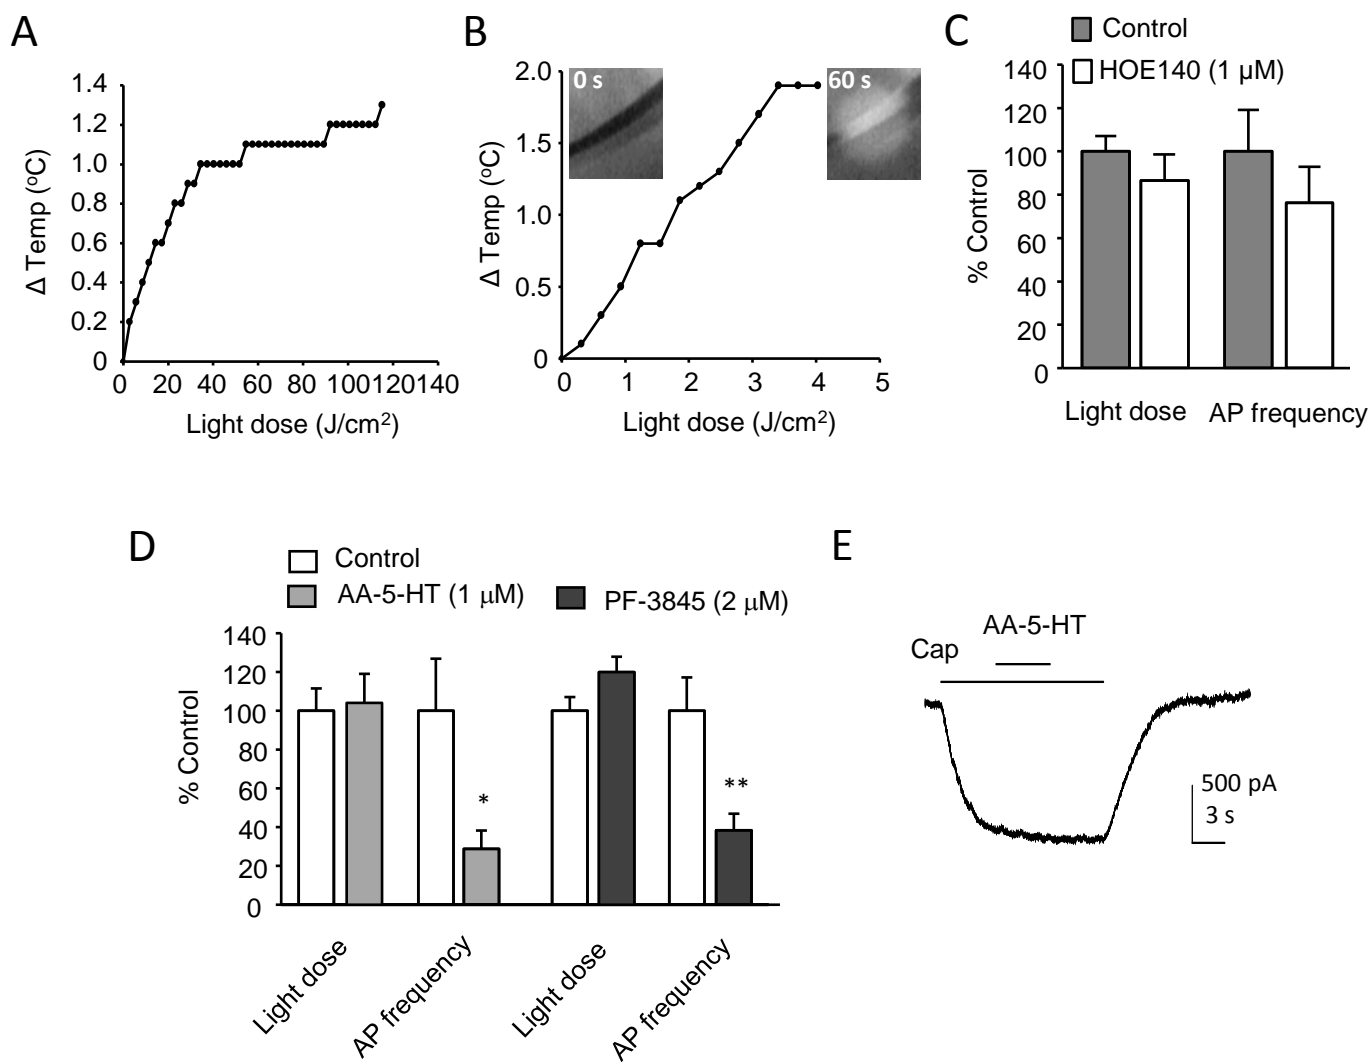 A
1.4
1.2
1.0
0.8
0.6
0.4
0.2
0
Δ Temp (oC)
0 20 40 60 80 100120140
Light dose (J/cm2)
B
2.0
1.5
1.0
0.5
0
Δ Temp (oC)
0 s
60 s
0 1 2 3 4 5
Light dose (J/cm2)
C
Control
HOE140 (1 µM)
140
120
100
80
60
40
20
0
% Control
Light dose AP frequency
D
Control
AA-5-HT (1 μM) PF-3845 (2 μM)
140
120
100
80
60
40
20
0
% Control
*
**
Light dose
AP frequency
Light dose
AP frequency
E
AA-5-HT
Cap
500 pA
3 s